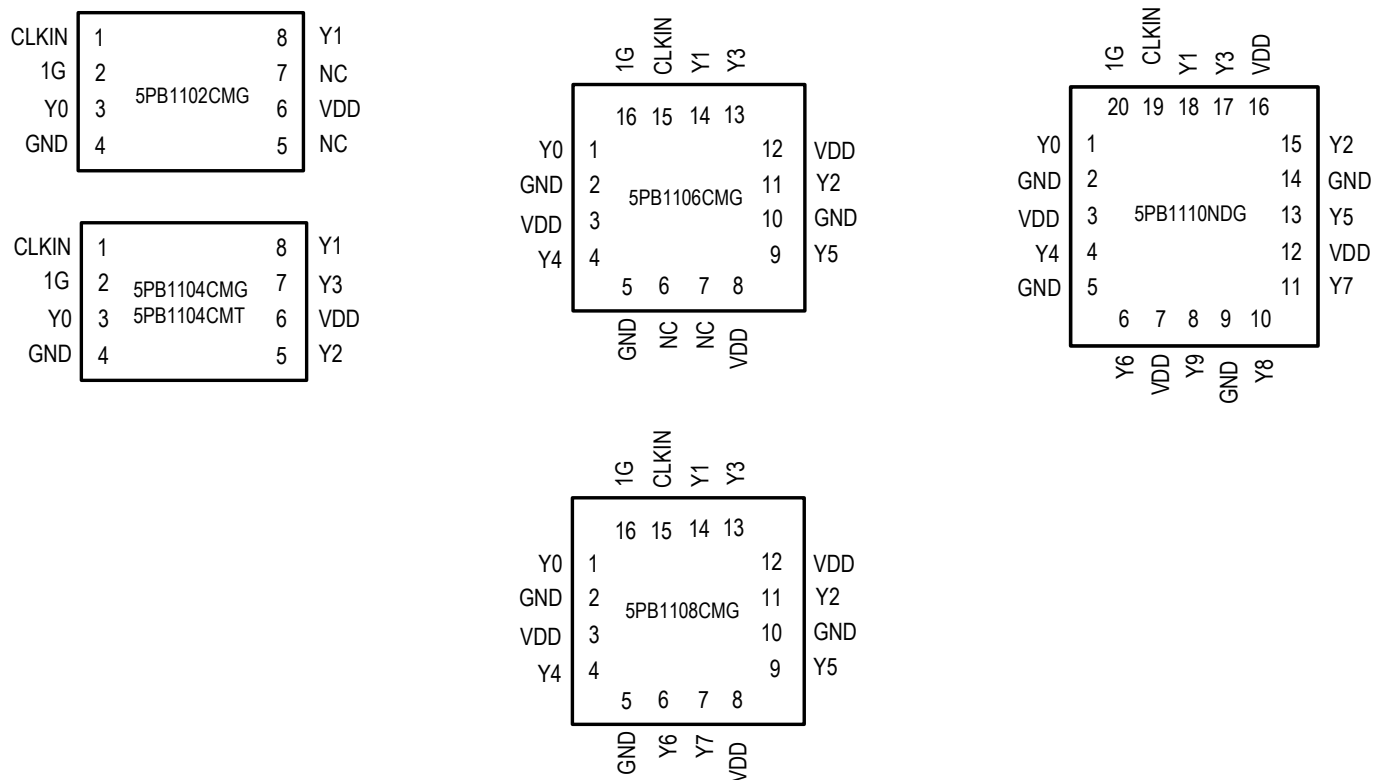 CLKIN 1 8 Y1
1G 2 7 NC
5PB1102CMG
Y0 3 6 VDD
GND 4 5 NC
CLKIN 1 8 Y1
1G 2 7 Y3
5PB1104CMG
5PB1104CMT
Y0 3 6 VDD
GND 4 5 Y2
1G CLKIN Y1 Y3
16 15 14 13
Y0 1 12 VDD
GND 2 11 Y2
5PB1106CMG
VDD 3 10 GND
Y4 4 9 Y5
5 6 7 8
GND NC NC VDD
1G CLKIN Y1 Y3 VDD
20 19 18 17 16
Y0 1 15 Y2
GND 2 14 GND
VDD 3 5PB1110NDG 13 Y5
Y4 4 12 VDD
GND 5 11 Y7
6 7 8 9 10
Y6 VDD Y9 GND Y8
1G CLKIN Y1 Y3
16 15 14 13
Y0 1 12 VDD
GND 2 11 Y2
5PB1108CMG
VDD 3 10 GND
Y4 4 9 Y5
5 6 7 8
GND Y6 Y7 VDD